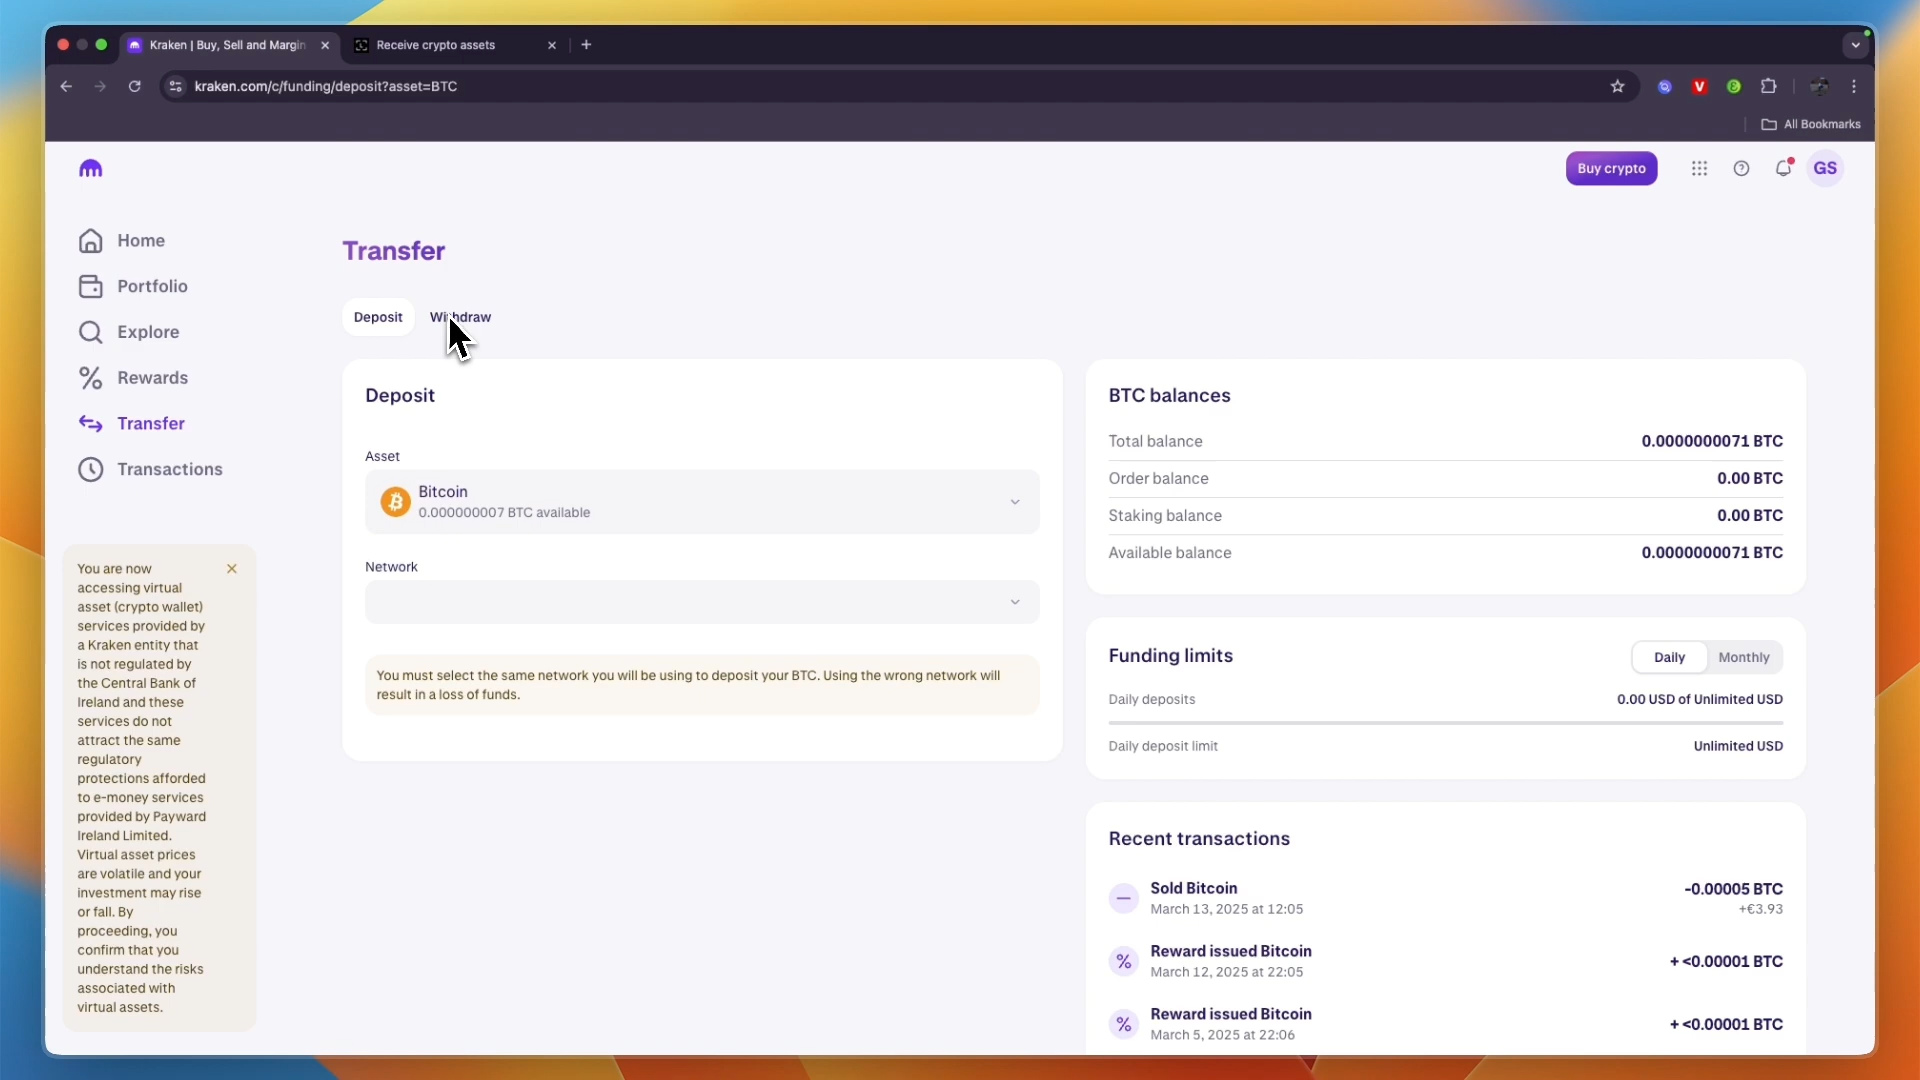 Kraken | Buy, Sell and Margin
Receive crypto assets
kraken.com/c/funding/deposit?asset=BTC
All Bookmarks
Buy crypto
GS
Home
Portfolio
Explore
Rewards
Transfer
Transactions
You are now
accessing virtual
asset (crypto wallet)
services provided by
a Kraken entity that
is not regulated by
the Central Bank of
Ireland and these
services do not
attract the same
regulatory
protections afforded
to e-money services
provided by Payward
Ireland Limited.
Virtual asset prices
are volatile and your
investment may rise
or fall. By
proceeding, you
confirm that you
understand the risks
associated with
virtual assets.
Transfer
Deposit
Withdraw
Deposit
Asset
Bitcoin
0.000000007 BTC available
Network
You must select the same network you will be using to deposit your BTC. Using the wrong network will
result in a loss of funds.
BTC balances
Total balance 0.0000000071 BTC
Order balance 0.00 BTC
Staking balance 0.00 BTC
Available balance 0.0000000071 BTC
Funding limits
Daily Monthly
Daily deposits 0.00 USD of Unlimited USD
Daily deposit limit Unlimited USD
Recent transactions
Sold Bitcoin -0.00005 BTC
March 13, 2025 at 12:05 +€3.93
Reward issued Bitcoin
March 12, 2025 at 22:05
+ <0.00001 BTC
Reward issued Bitcoin
March 5, 2025 at 22:06
+ <0.00001 BTC